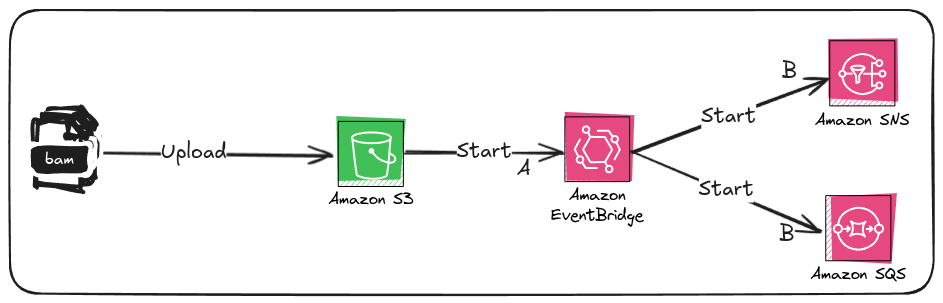 bam
Upload
Amazon S3
Start
A
Amazon
EventBridge
Start
B
Amazon SNS
Start
B
Amazon SQS